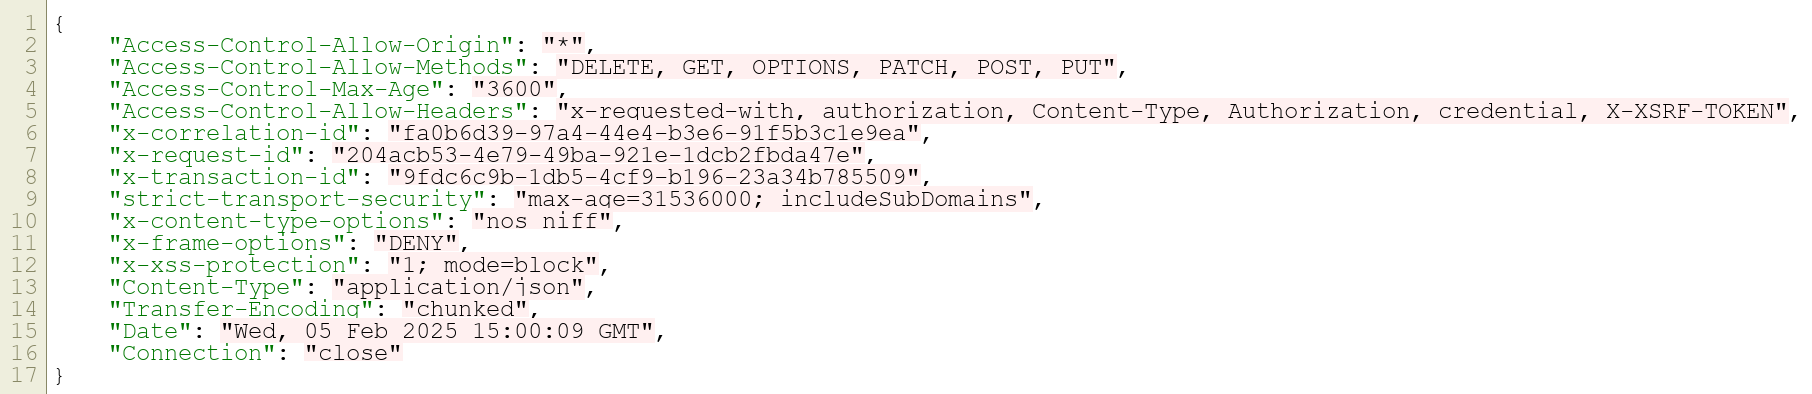 1 {
2 "Access-Control-Allow-Origin": "*",
3 "Access-Control-Allow-Methods": "DELETE, GET, OPTIONS, PATCH, POST, PUT",
4 "Access-Control-Max-Age": "3600",
5 "Access-Control-Allow-Headers": "x-requested-with, authorization, Content-Type, Authorization, credential, X-XSRF-TOKEN",
6 "x-correlation-id": "fa0b6d39-97a4-44e4-b3e6-91f5b3c1e9ea",
7 "x-request-id": "204acb53-4e79-49ba-921e-1dcb2fbda47e",
8 "x-transaction-id": "9fdc6c9b-1db5-4cf9-b196-23a34b785509",
9 "strict-transport-security": "max-age=31536000; includeSubDomains",
10 "x-content-type-options": "nos niff",
11 "x-frame-options": "DENY",
12 "x-xss-protection": "1; mode=block",
13 "Content-Type": "application/json",
14 "Transfer-Encoding": "chunked",
15 "Date": "Wed, 05 Feb 2025 15:00:09 GMT",
16 "Connection": "close"
17 }